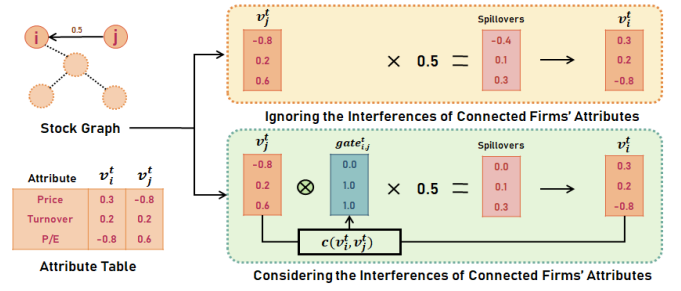 i
0.5
j
Stock Graph
Attribute v_i^t v_j^t
Price 0.3 -0.8
Turnover 0.2 0.2
P/E -0.8 0.6
Attribute Table
v_j^t Spillovers v_i^t
-0.8 -0.4 0.3
0.2 × 0.5 = 0.1 → 0.2
0.6 0.3 -0.8
Ignoring the Interferences of Connected Firms' Attributes
v_j^t gate_{i,j}^t Spillovers v_i^t
-0.8 0.0 0.0 0.3
0.2 ⊗ 1.0 × 0.5 = 0.1 → 0.2
0.6 1.0 0.3 -0.8
c(v_i^t, v_j^t)
Considering the Interferences of Connected Firms' Attributes